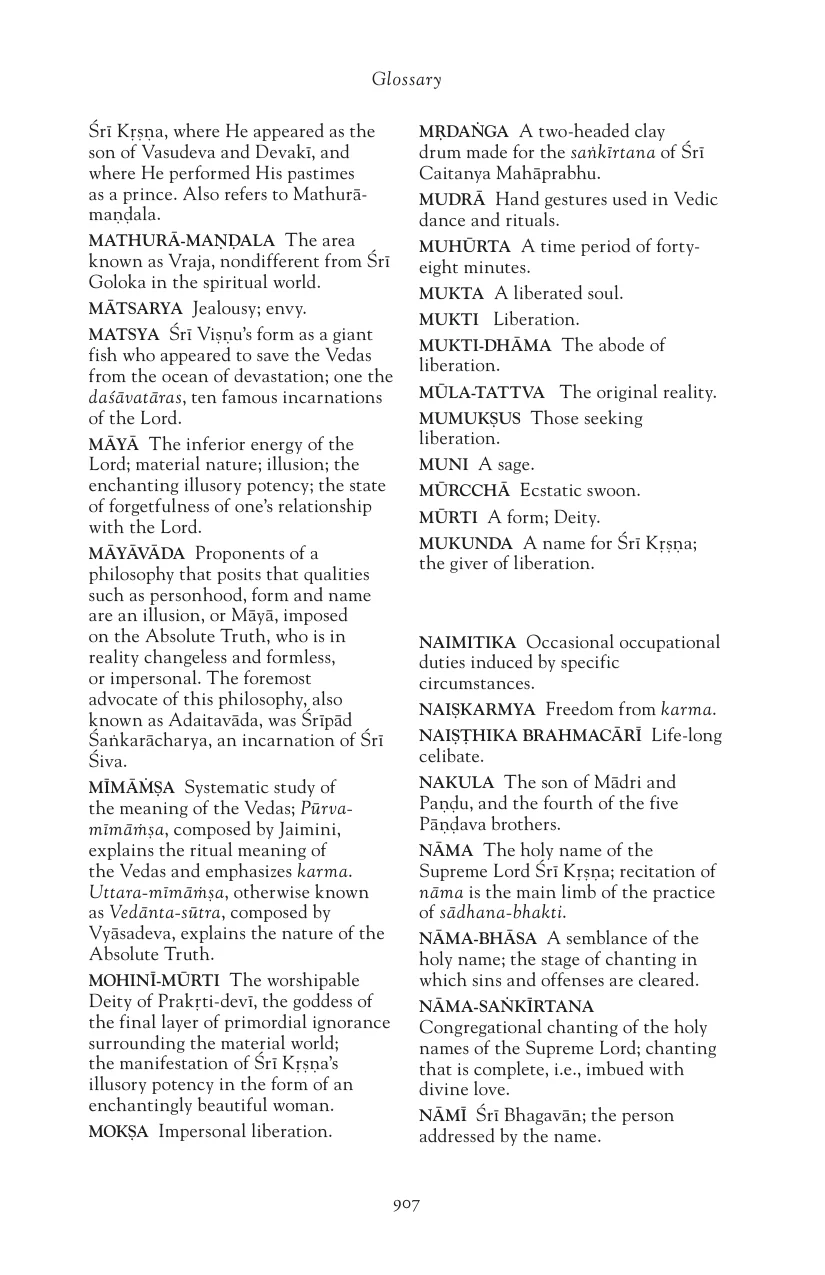 Glossary
Śrī Kṛṣṇa, where He appeared as the
son of Vasudeva and Devakī, and
where He performed His pastimes
as a prince. Also refers to Mathurā-
maṇḍala.
MATHURĀ-MAṆḌALA The area
known as Vraja, nondifferent from Śrī
Goloka in the spiritual world.
MĀTSARYA Jealousy; envy.
MATSYA Śrī Viṣṇu's form as a giant
fish who appeared to save the Vedas
from the ocean of devastation; one the
daśāvatāras, ten famous incarnations
of the Lord.
MĀYĀ The inferior energy of the
Lord; material nature; illusion; the
enchanting illusory potency; the state
of forgetfulness of one's relationship
with the Lord.
MĀYĀVĀDA Proponents of a
philosophy that posits that qualities
such as personhood, form and name
are an illusion, or Māyā, imposed
on the Absolute Truth, who is in
reality changeless and formless,
or impersonal. The foremost
advocate of this philosophy, also
known as Adaitavāda, was Śrīpād
Śaṅkarācharya, an incarnation of Śrī
Śiva.
MĪMĀṀṢA Systematic study of
the meaning of the Vedas; Pūrva-
mīmāṁṣa, composed by Jaimini,
explains the ritual meaning of
the Vedas and emphasizes karma.
Uttara-mīmāṁṣa, otherwise known
as Vedānta-sūtra, composed by
Vyāsadeva, explains the nature of the
Absolute Truth.
MOHINĪ-MŪRTI The worshipable
Deity of Prakṛti-devī, the goddess of
the final layer of primordial ignorance
surrounding the material world;
the manifestation of Śrī Kṛṣṇa's
illusory potency in the form of an
enchantingly beautiful woman.
MOKṢA Impersonal liberation.
MṚDAṄGA A two-headed clay
drum made for the saṅkīrtana of Śrī
Caitanya Mahāprabhu.
MUDRĀ Hand gestures used in Vedic
dance and rituals.
MUHŪRTA A time period of forty-
eight minutes.
MUKTA A liberated soul.
MUKTI Liberation.
MUKTI-DHĀMA The abode of
liberation.
MŪLA-TATTVA The original reality.
MUMUKṢUS Those seeking
liberation.
MUNI A sage.
MŪRCCHĀ Ecstatic swoon.
MŪRTI A form; Deity.
MUKUNDA A name for Śrī Kṛṣṇa;
the giver of liberation.
NAIMITIKA Occasional occupational
duties induced by specific
circumstances.
NAIṢKARMYA Freedom from karma.
NAIṢṬHIKA BRAHMACĀRĪ Life-long
celibate.
NAKULA The son of Mādri and
Paṇḍu, and the fourth of the five
Pāṇḍava brothers.
NĀMA The holy name of the
Supreme Lord Śrī Kṛṣṇa; recitation of
nāma is the main limb of the practice
of sādhana-bhakti.
NĀMA-BHĀSA A semblance of the
holy name; the stage of chanting in
which sins and offenses are cleared.
NĀMA-SAṄKĪRTANA
Congregational chanting of the holy
names of the Supreme Lord; chanting
that is complete, i.e., imbued with
divine love.
NĀMĪ Śrī Bhagavān; the person
addressed by the name.
907